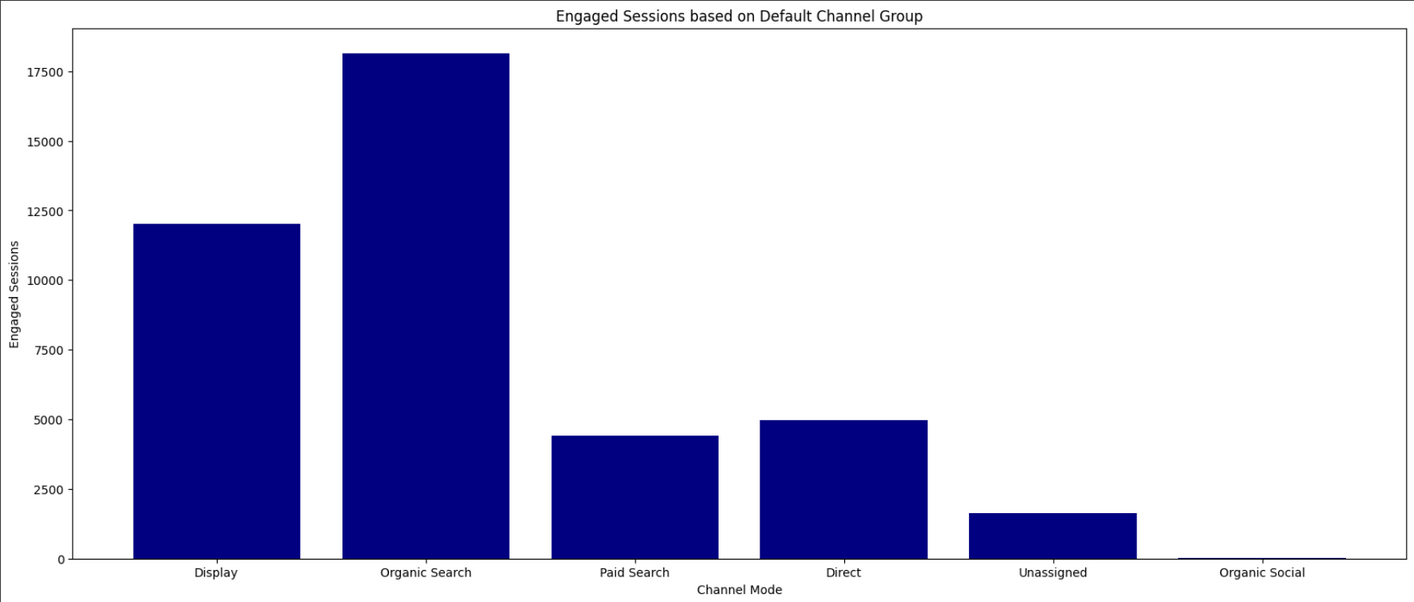 Engaged Sessions based on Default Channel Group
Engaged Sessions
17500
15000
12500
10000
7500
5000
2500
0
Display Organic Search Paid Search Direct Unassigned Organic Social
Channel Mode